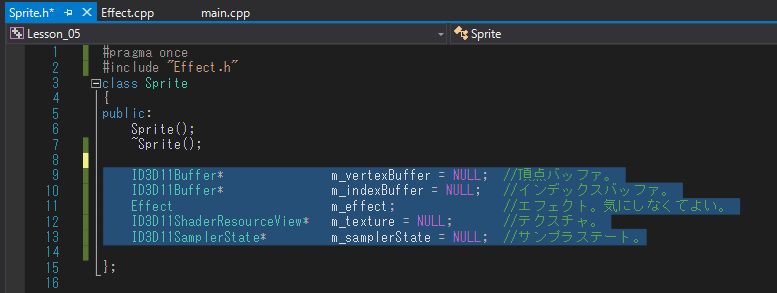 Sprite.h* Effect.cpp main.cpp
Lesson_05 Sprite
1 #pragma once
2 #include "Effect.h"
3 class Sprite
4 {
5 public:
6 Sprite();
7 ~Sprite();
8
9 ID3D11Buffer* m_vertexBuffer = NULL; //頂点バッファ。
10 ID3D11Buffer* m_indexBuffer = NULL; //インデックスバッファ。
11 Effect m_effect; //エフェクト。気にしなくてよい。
12 ID3D11ShaderResourceView* m_texture = NULL; //テクスチャ。
13 ID3D11SamplerState* m_samplerState = NULL; //サンプラステート。
14
15 };
16